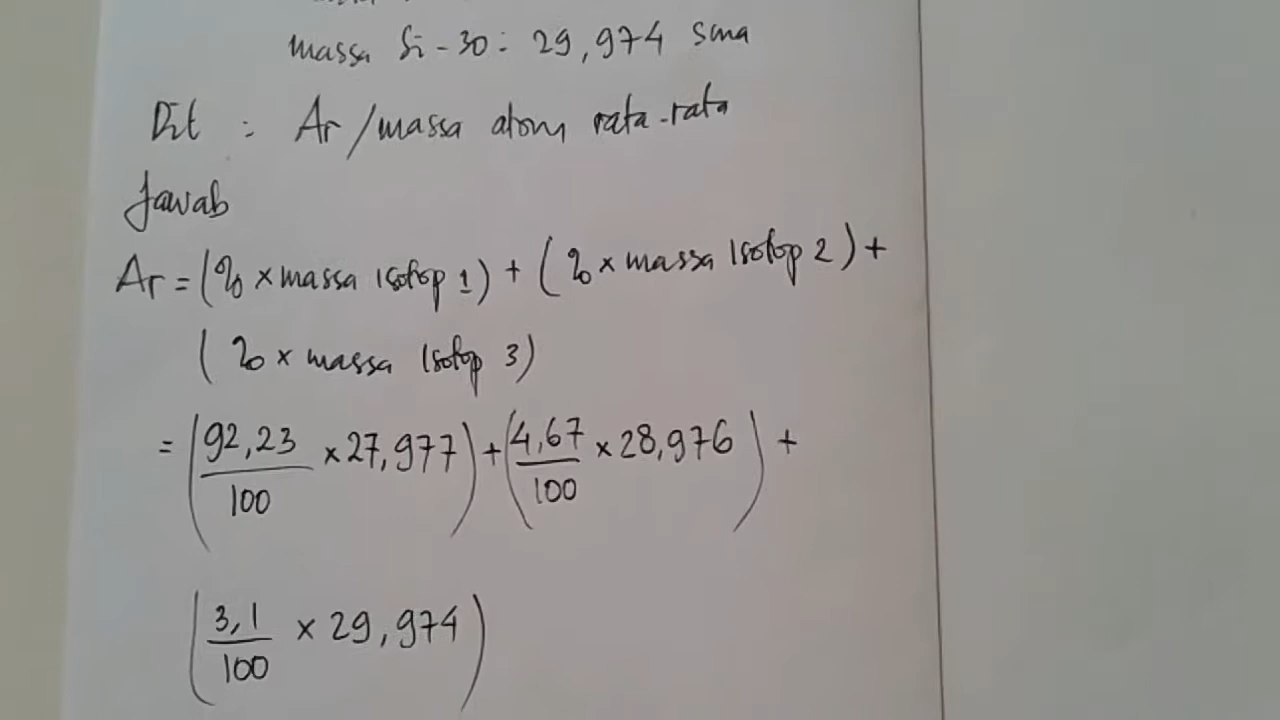 massa Si-30: 29,974 sma
Dit : Ar/massa atom rata-rata
Jawab
Ar = (% × massa Isotop 1) + (% × massa Isotop 2) +
(% × massa Isotop 3)
= (92,23/100 × 27,977) + (4,67/100 × 28,976) +
(3,1/100 × 29,974)